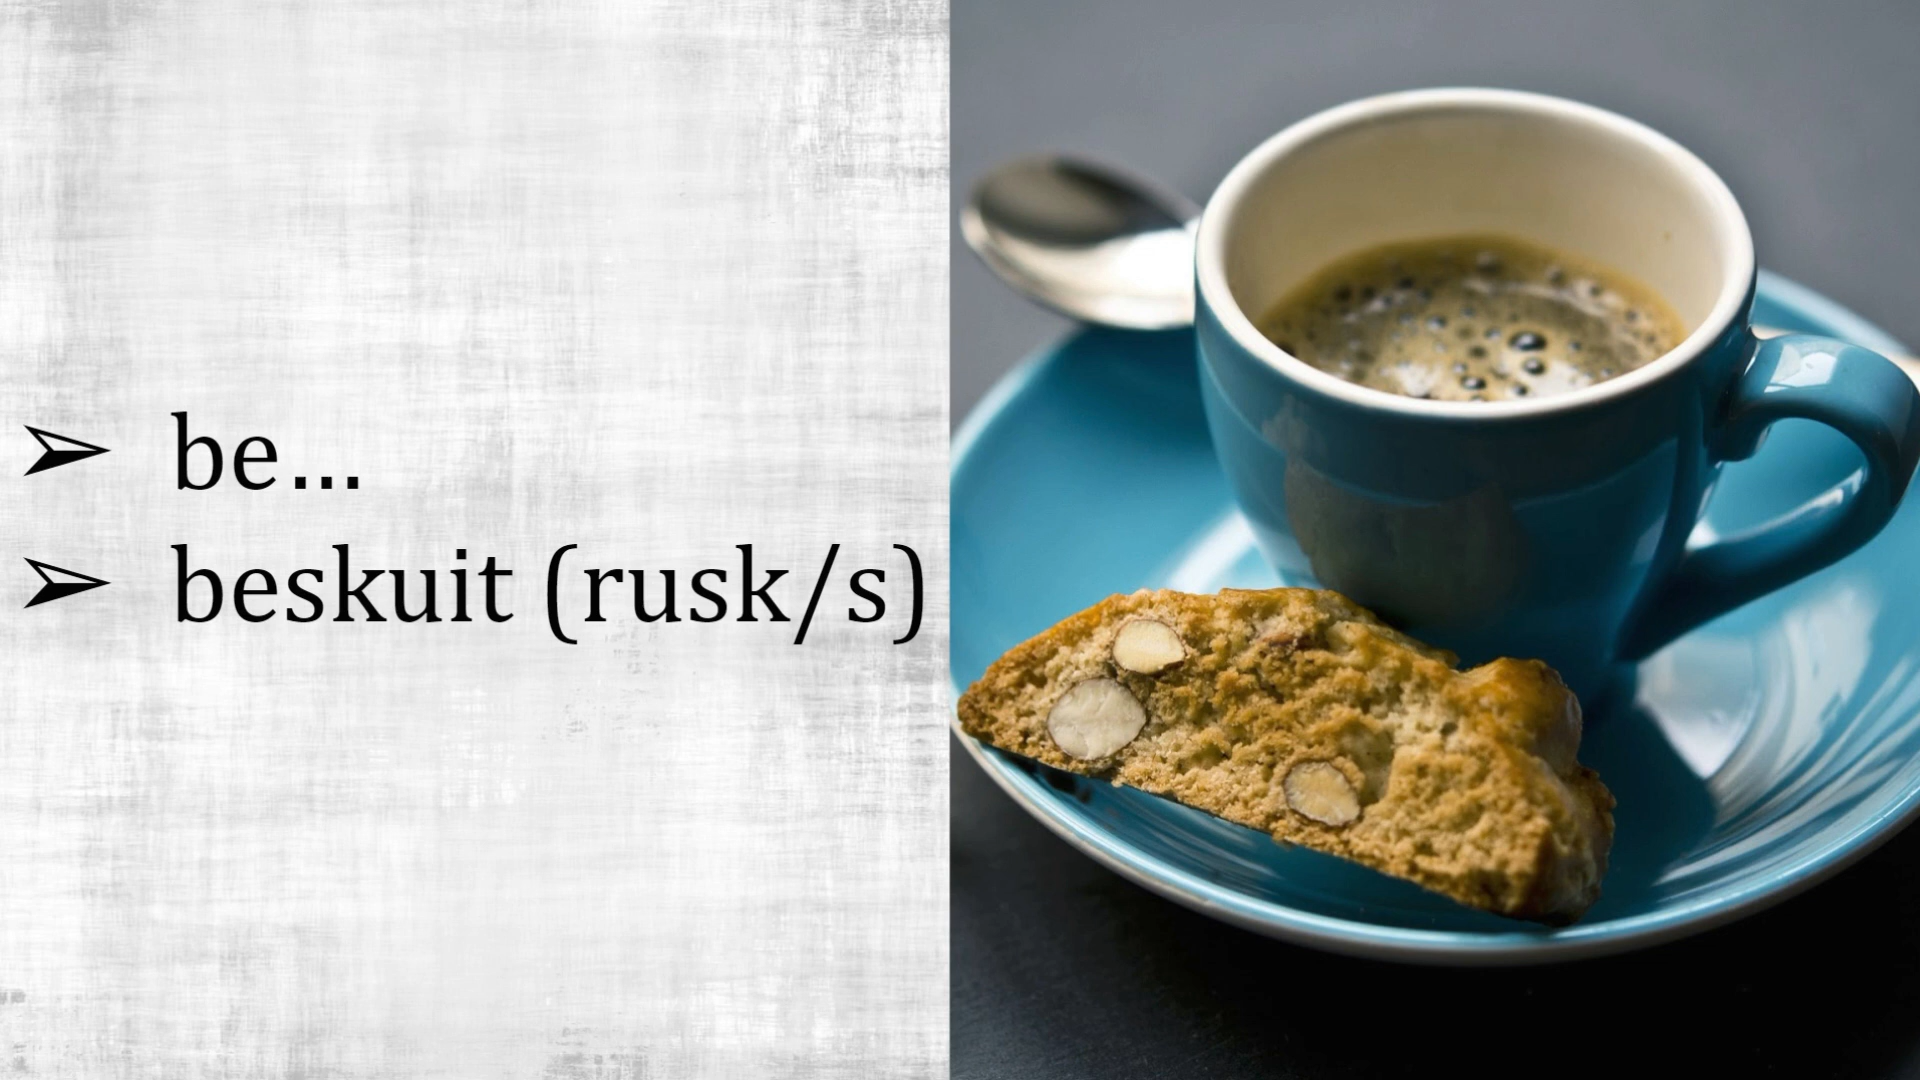 ➢ be…
➢ beskuit (rusk/s)